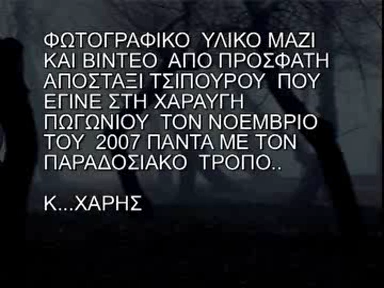 ΦΩΤΟΓΡΑΦΙΚΟ ΥΛΙΚΟ ΜΑΖΙ
ΚΑΙ ΒΙΝΤΕΟ ΑΠΟ ΠΡΟΣΦΑΤΗ
ΑΠΟΣΤΑΞΙ ΤΣΙΠΟΥΡΟΥ ΠΟΥ
ΕΓΙΝΕ ΣΤΗ ΧΑΡΑΥΓΗ
ΠΩΓΩΝΙΟΥ ΤΟΝ ΝΟΕΜΒΡΙΟ
ΤΟΥ 2007 ΠΑΝΤΑ ΜΕ ΤΟΝ
ΠΑΡΑΔΟΣΙΑΚΟ ΤΡΟΠΟ..
Κ...ΧΑΡΗΣ